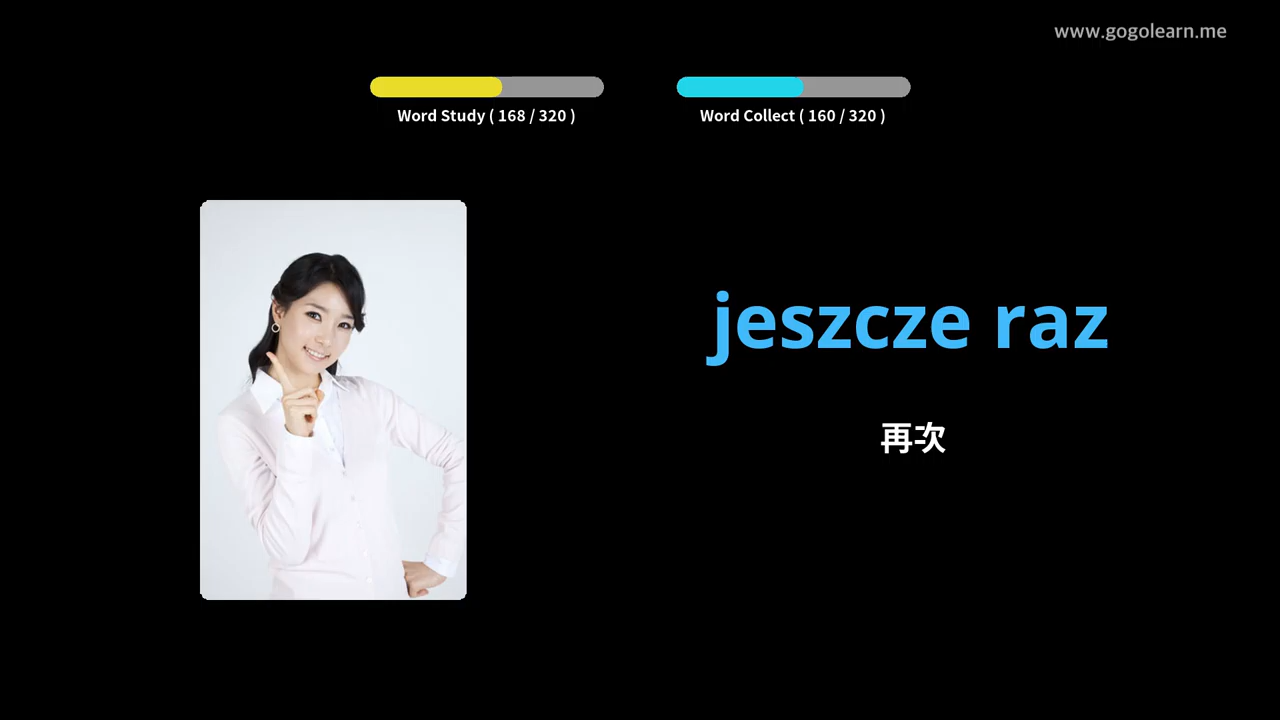 www.gogolearn.me
Word Study ( 168 / 320 )
Word Collect ( 160 / 320 )
jeszcze raz
再次